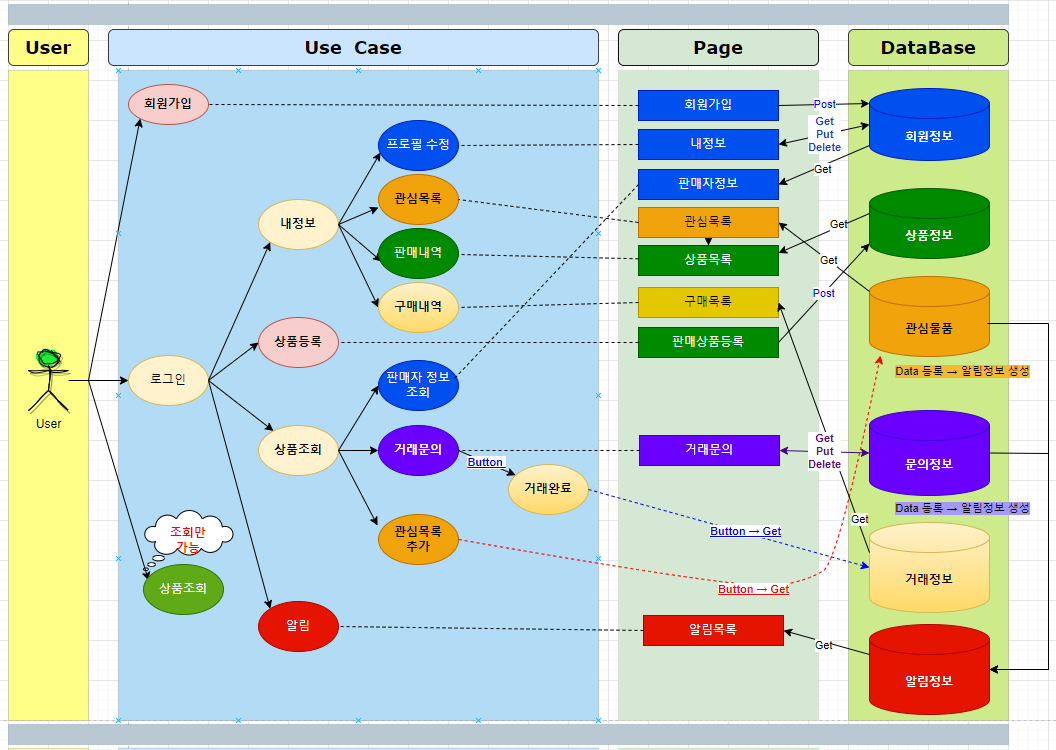 User
Use Case
Page
DataBase
회원가입
회원가입
Post
Get
Put
Delete
회원정보
프로필 수정
내정보
판매자정보
Get
관심목록
관심목록
내정보
Get
상품정보
판매내역
상품목록
Get
구매내역
구매목록
Post
관심물품
상품등록
판매상품등록
Data 등록 → 알림정보 생성
로그인
판매자 정보
조회
User
상품조회
거래문의
거래문의
Get
Put
Delete
문의정보
Button
거래완료
Data 등록 → 알림정보 생성
Get
조회만
가능
관심목록
추가
Button → Get
거래정보
상품조회
Button → Get
알림
알림목록
Get
알림정보